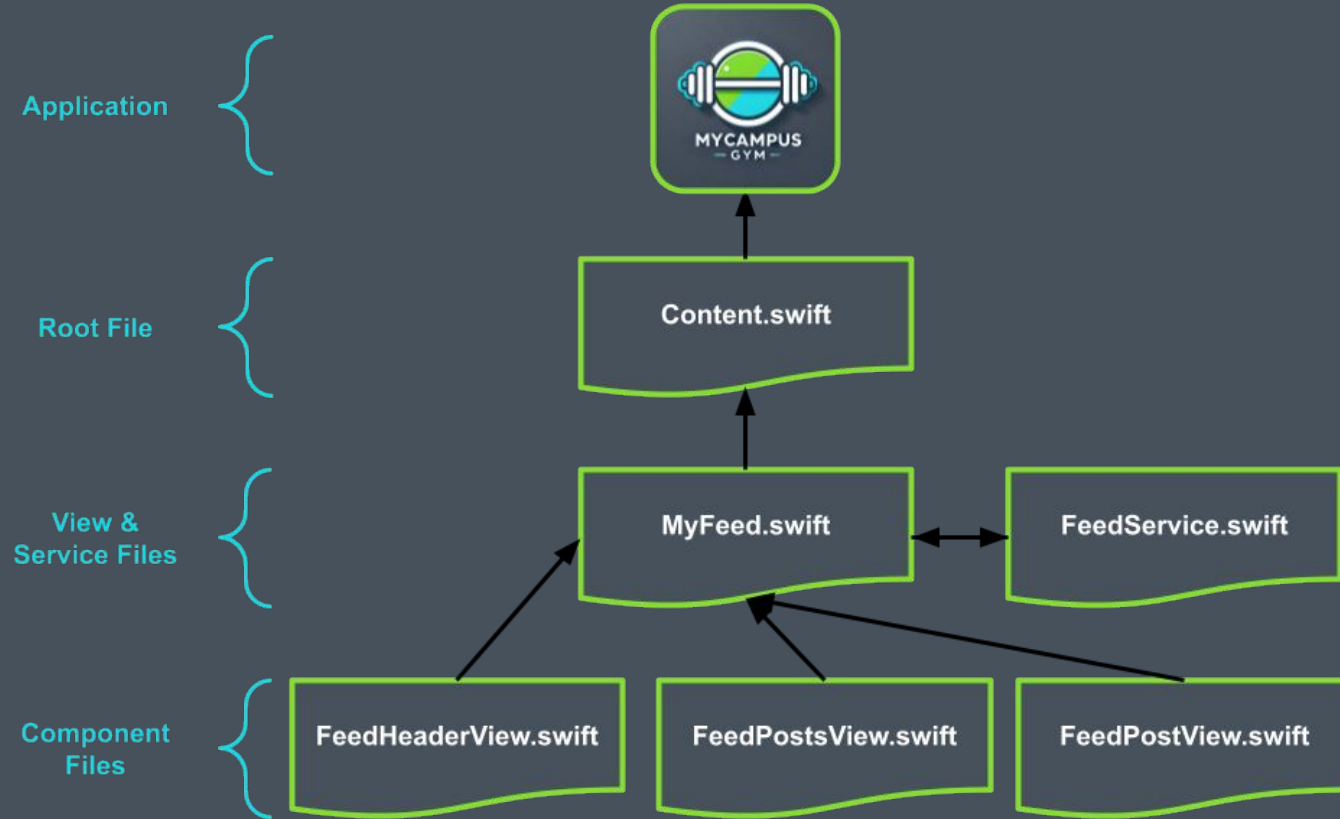 Application
MYCAMPUS
GYM
Root File
Content.swift
View &
Service Files
MyFeed.swift
FeedService.swift
Component
Files
FeedHeaderView.swift
FeedPostsView.swift
FeedPostView.swift